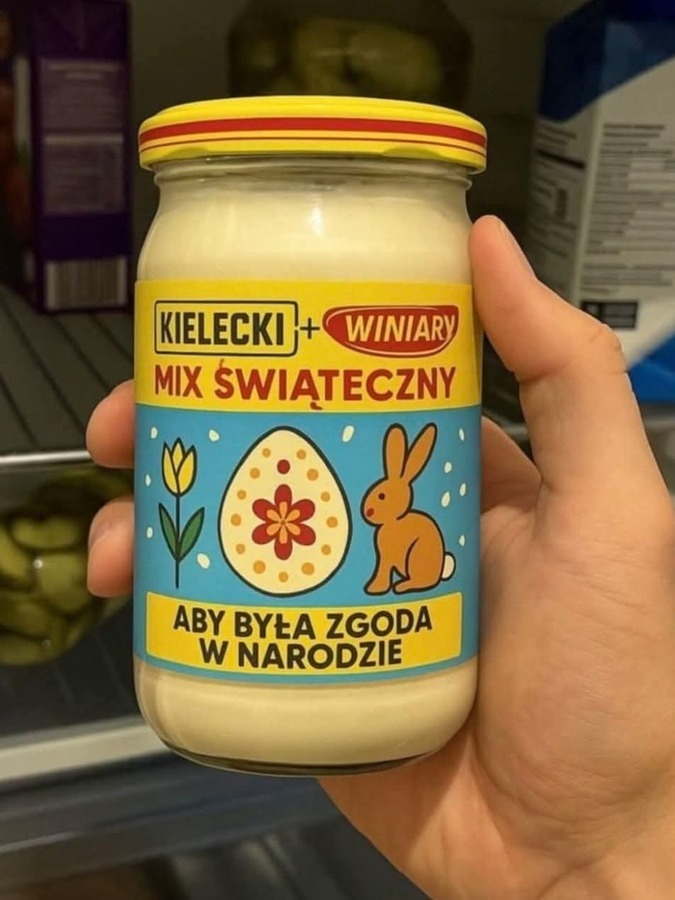 KIELECKI + WINIARY
MIX ŚWIĄTECZNY
ABY BYŁA ZGODA
W NARODZIE